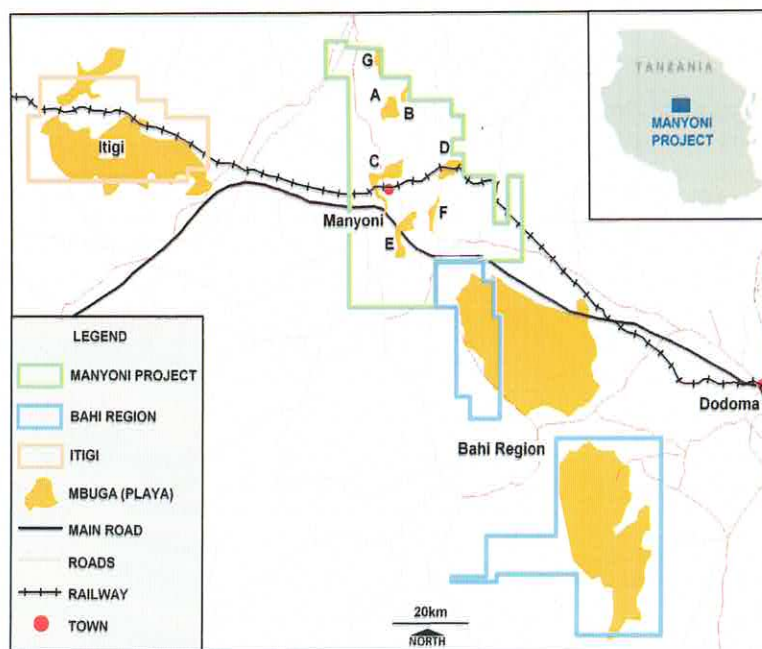 TANZANIA
MANYONI
PROJECT
G
A
B
Itigi
C
D
Manyoni
F
E
LEGEND
MANYONI PROJECT
BAHI REGION
ITIGI
MBUGA (PLAYA)
MAIN ROAD
ROADS
RAILWAY
TOWN
Dodoma
Bahi Region
20km
NORTH